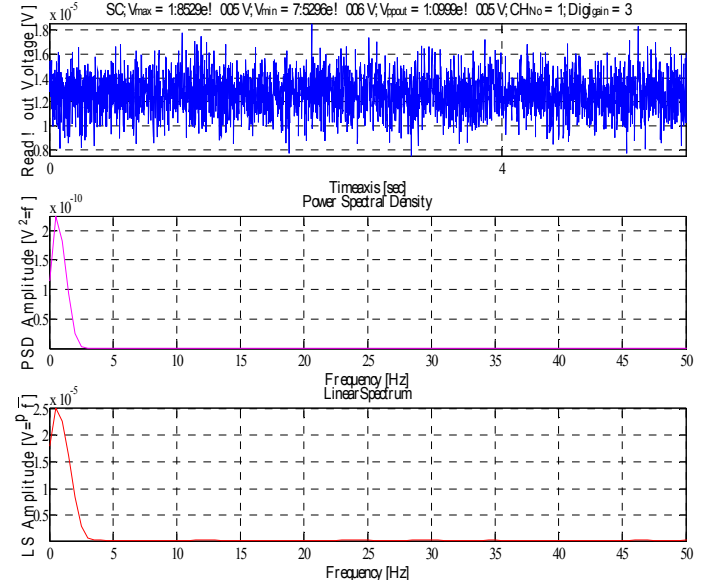 SC; Vmax = 1:8529e! 005 V; Vmin = 7:5296e! 006 V; Vppout = 1:0999e! 005 V; CHNo = 1; Digigain = 3
x 10^-5
Read! out Voltage [V]
1.8
1.6
1.4
1.2
1
0.8
0 4
Timeaxis [sec]
Power Spectral Density
x 10^-10
PSD Amplitude [V^2=f]
2
1.5
1
0.5
0 5 10 15 20 25 30 35 40 45 50
Frequency [Hz]
Linear Spectrum
x 10^-5
LS Amplitude [V=p f]
2.5
2
1.5
1
0.5
0 5 10 15 20 25 30 35 40 45 50
Frequency [Hz]